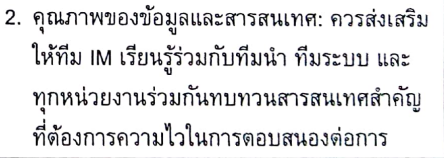 2. คุณภาพของข้อมูลและสารสนเทศ: ควรส่งเสริม
ให้ทีม IM เรียนรู้ร่วมกับทีมนำ ทีมระบบ และ
ทุกหน่วยงานร่วมกันทบทวนสารสนเทศสำคัญ
ที่ต้องการความไวในการตอบสนองต่อการ